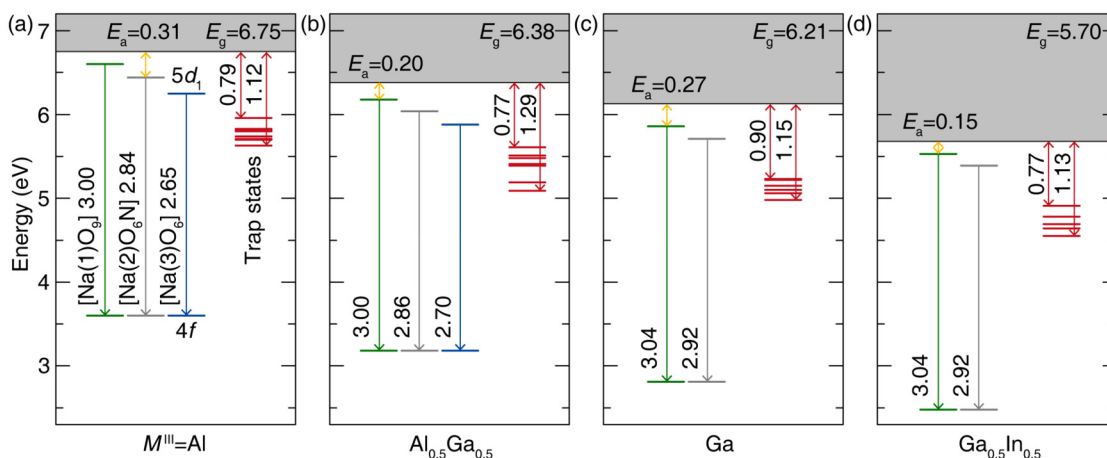 (a)
E_a=0.31
E_g=6.75
5d_1
0.79
1.12
[Na(1)O_9] 3.00
[Na(2)O_6N] 2.84
[Na(3)O_6] 2.65
Trap states
4f
7
6
5
4
3
Energy (eV)
M^III=Al
(b)
E_g=6.38
E_a=0.20
0.77
1.29
3.00
2.86
2.70
Al_0.5Ga_0.5
(c)
E_g=6.21
E_a=0.27
0.90
1.15
3.04
2.92
Ga
(d)
E_g=5.70
E_a=0.15
0.77
1.13
3.04
2.92
Ga_0.5In_0.5